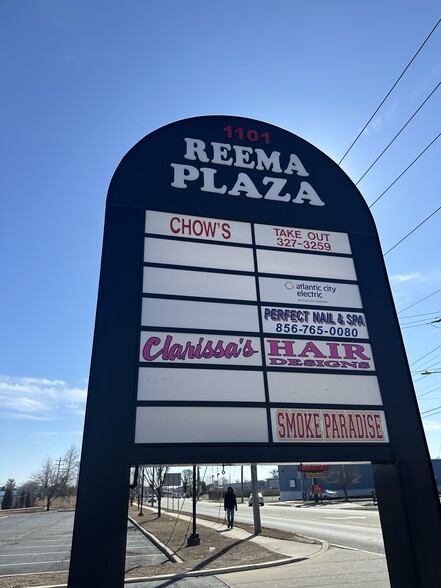 1101
REEMA
PLAZA
CHOW'S
TAKE OUT
327-3259
atlantic city
electric
PERFECT NAIL & SPA
856-765-0080
Clarissa's
HAIR
DESIGNS
SMOKE PARADISE